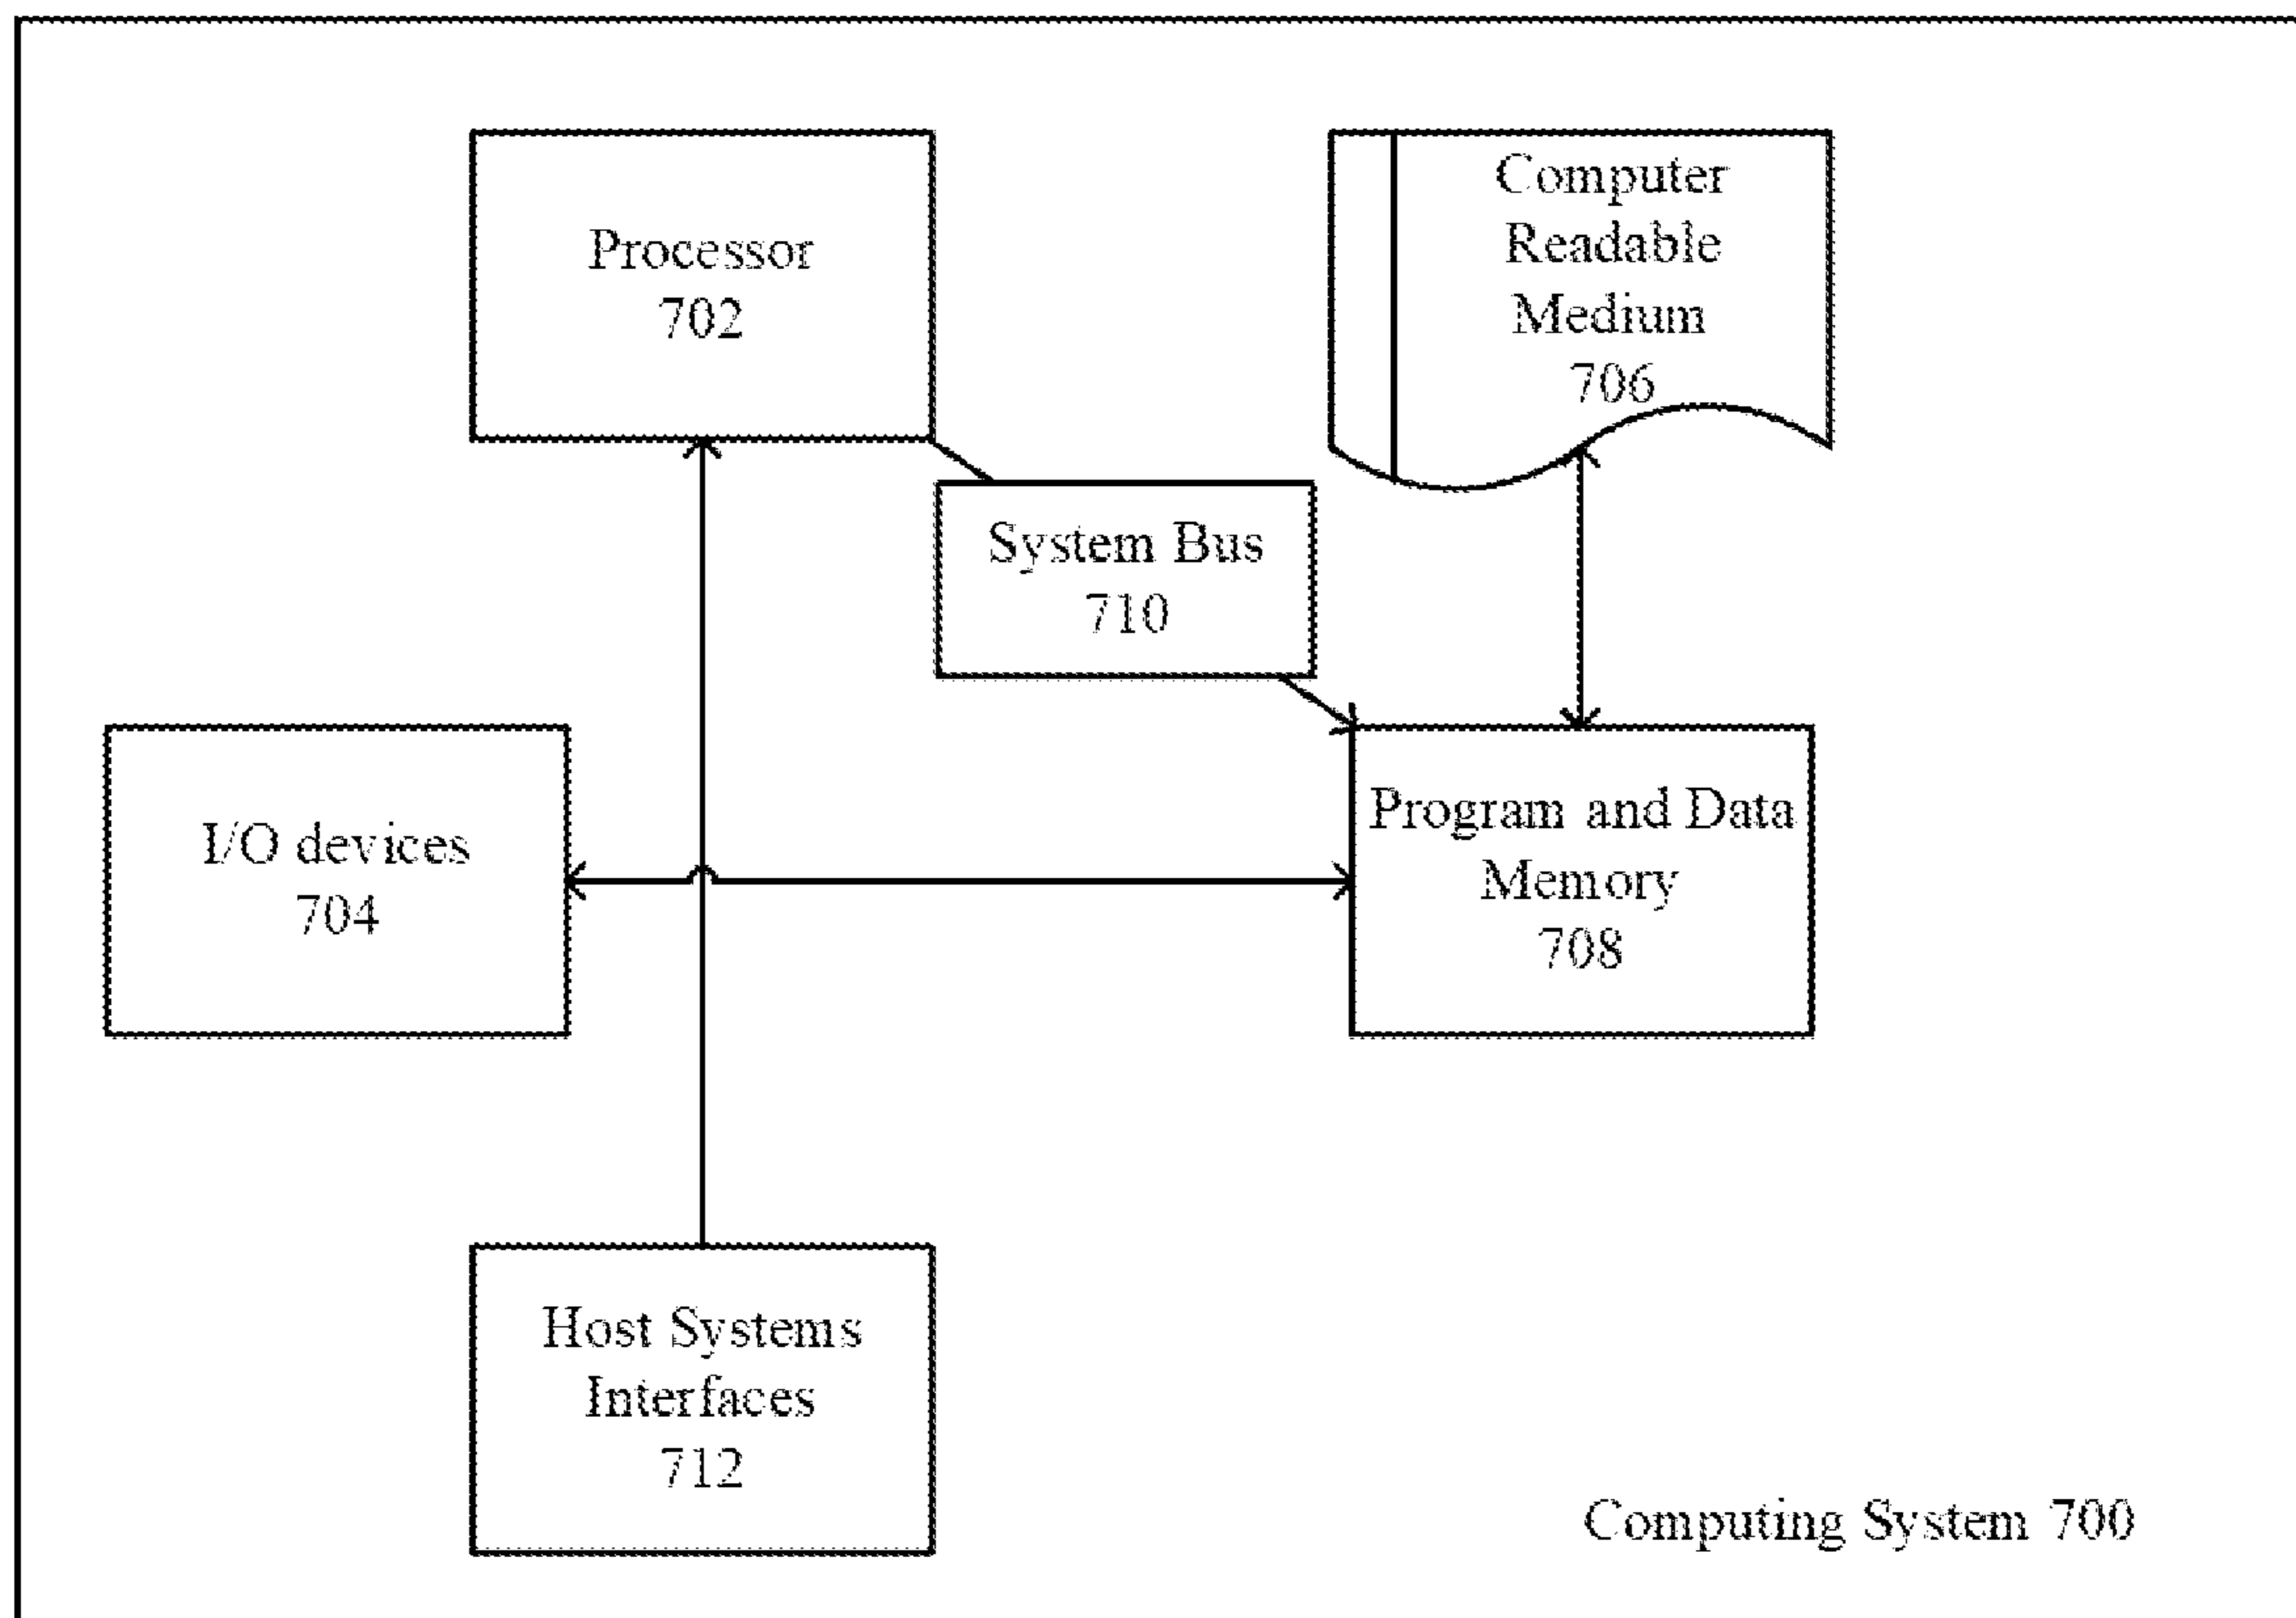 Processor
702
Computer
Readable
Medium
706
System Bus
710
I/O devices
704
Program and Data
Memory
708
Host Systems
Interfaces
712
Computing System 700